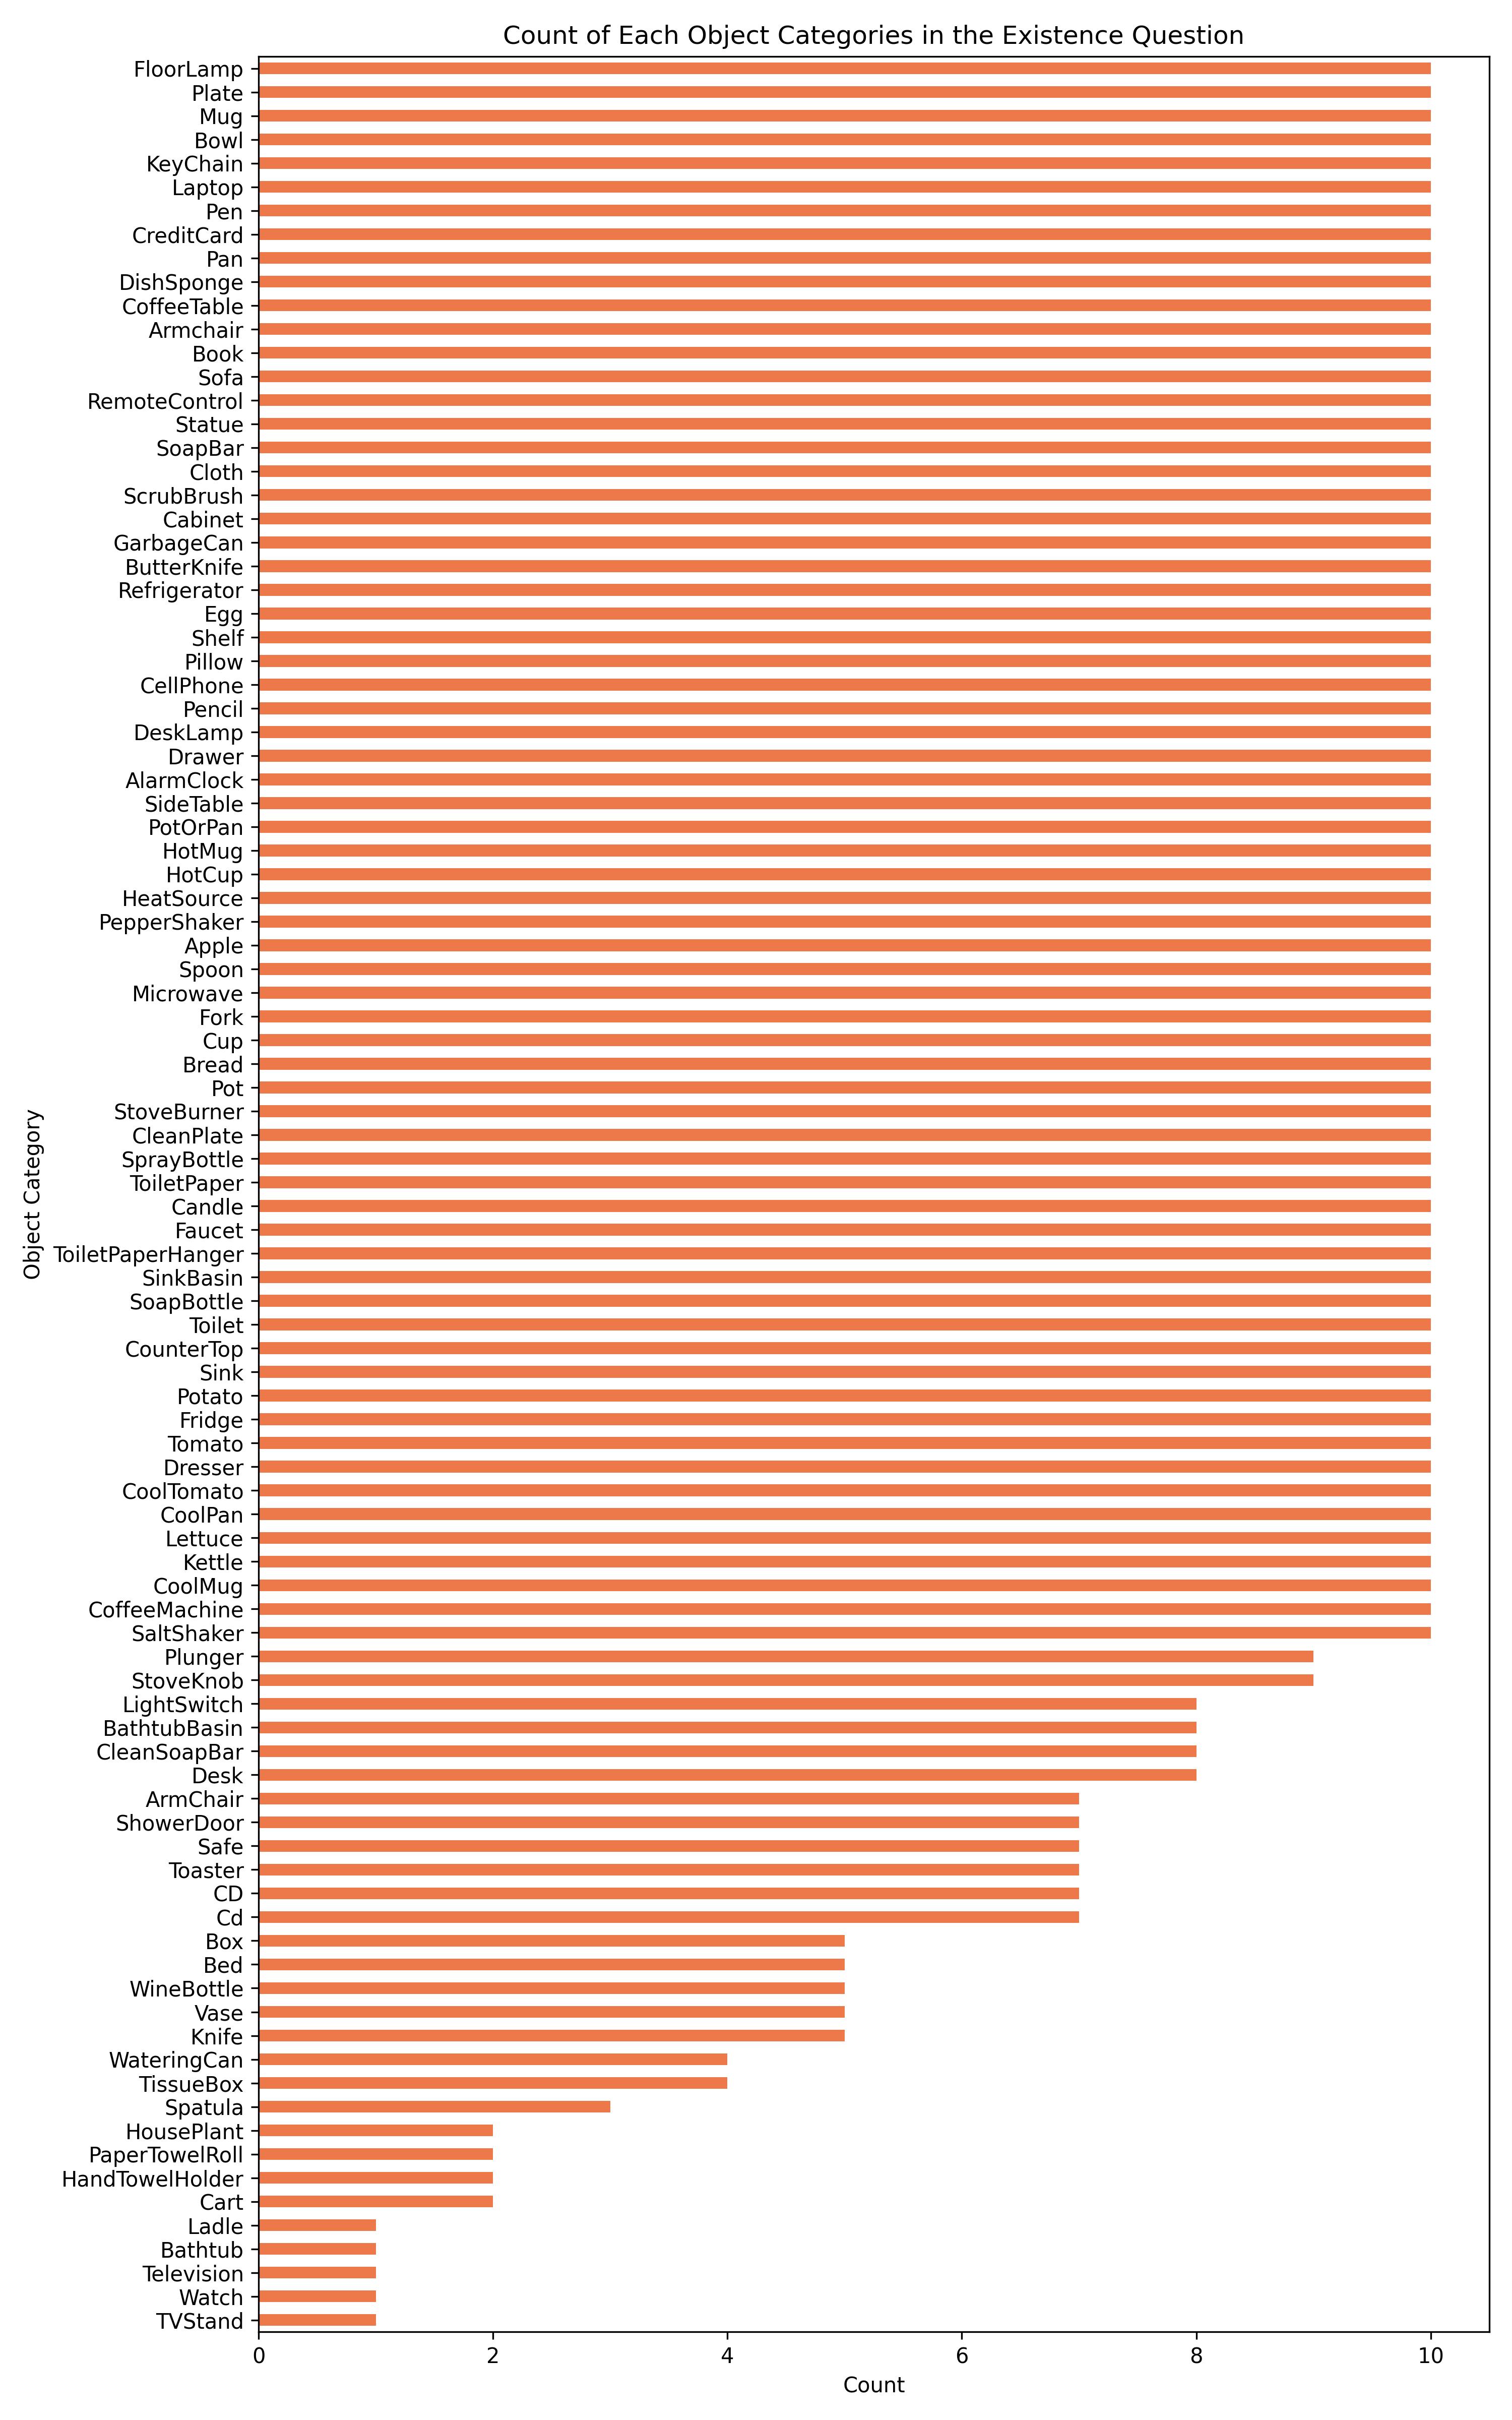 Count of Each Object Categories in the Existence Question
FloorLamp
Plate
Mug
Bowl
KeyChain
Laptop
Pen
CreditCard
Pan
DishSponge
CoffeeTable
Armchair
Book
Sofa
RemoteControl
Statue
SoapBar
Cloth
ScrubBrush
Cabinet
GarbageCan
ButterKnife
Refrigerator
Egg
Shelf
Pillow
CellPhone
Pencil
DeskLamp
Drawer
AlarmClock
SideTable
PotOrPan
HotMug
HotCup
HeatSource
PepperShaker
Apple
Spoon
Microwave
Fork
Cup
Bread
Pot
StoveBurner
CleanPlate
SprayBottle
ToiletPaper
Candle
Faucet
ToiletPaperHanger
SinkBasin
SoapBottle
Toilet
CounterTop
Sink
Potato
Fridge
Tomato
Dresser
CoolTomato
CoolPan
Lettuce
Kettle
CoolMug
CoffeeMachine
SaltShaker
Plunger
StoveKnob
LightSwitch
BathtubBasin
CleanSoapBar
Desk
ArmChair
ShowerDoor
Safe
Toaster
CD
Cd
Box
Bed
WineBottle
Vase
Knife
WateringCan
TissueBox
Spatula
HousePlant
PaperTowelRoll
HandTowelHolder
Cart
Ladle
Bathtub
Television
Watch
TVStand
Object Category
0 2 4 6 8 10
Count